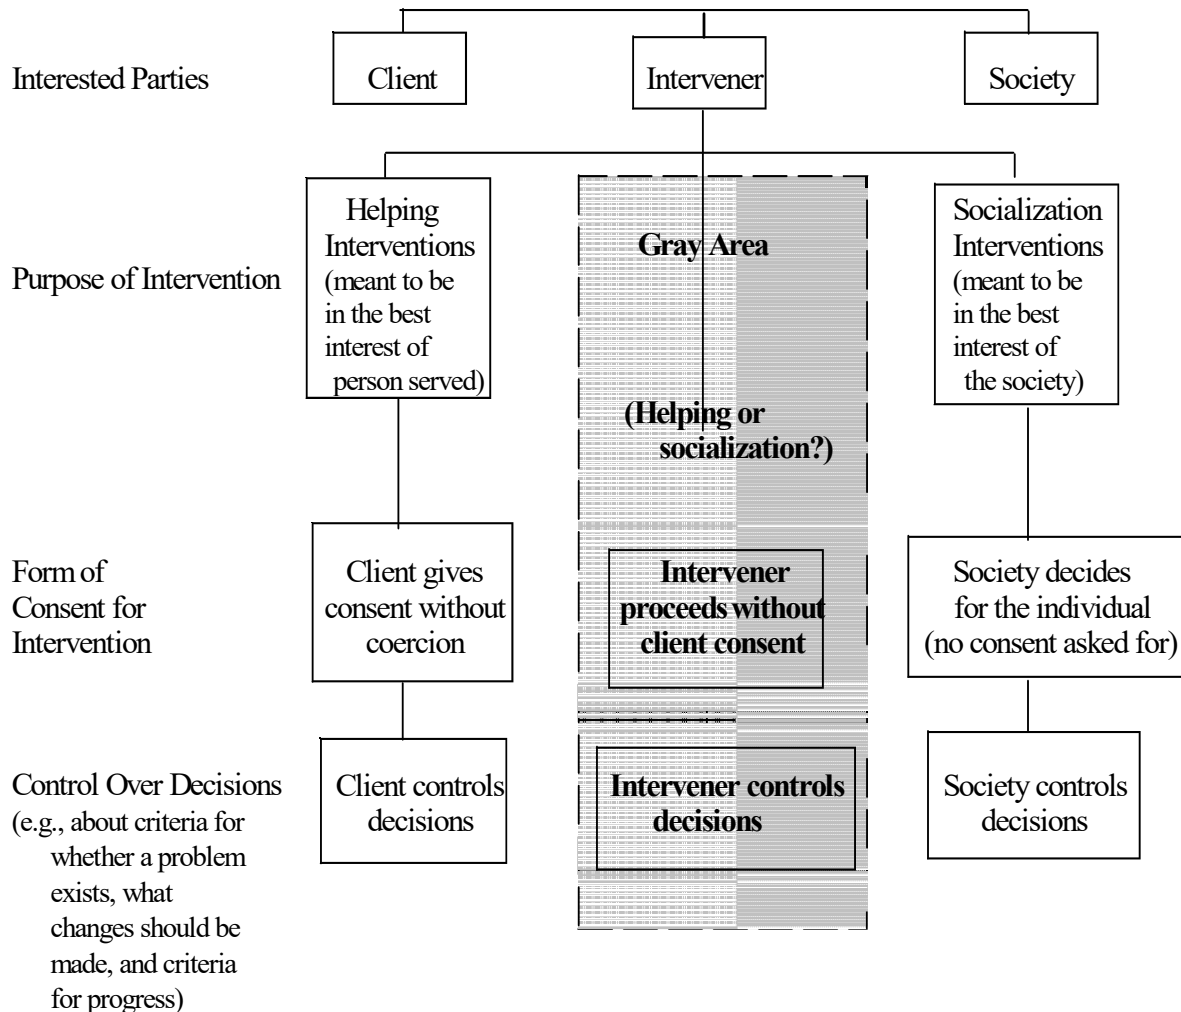 Interested Parties
Client
Intervener
Society
Purpose of Intervention
Helping
Interventions
(meant to be
in the best
interest of
person served)
Gray Area
(Helping or
socialization?)
Socialization
Interventions
(meant to be
in the best
interest of
the society)
Form of
Consent for
Intervention
Client gives
consent without
coercion
Intervener
proceeds without
client consent
Society decides
for the individual
(no consent asked for)
Control Over Decisions
(e.g., about criteria for
whether a problem
exists, what
changes should be
made, and criteria
for progress)
Client controls
decisions
Intervener controls
decisions
Society controls
decisions